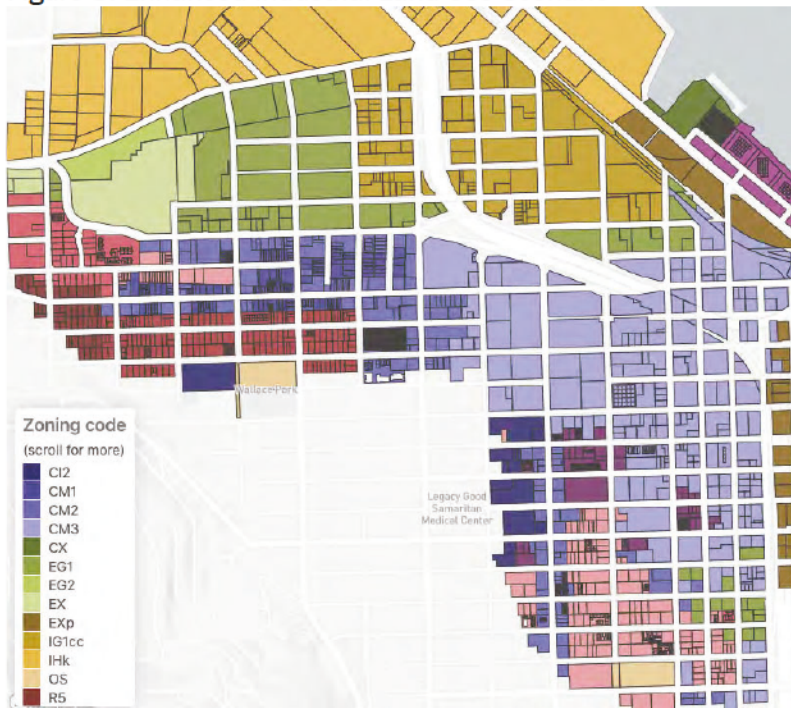 Wallace Park
Legacy Good
Samaritan
Medical Center
Zoning code
(scroll for more)
CI2
CM1
CM2
CM3
CX
EG1
EG2
EX
EXp
IG1cc
IHk
OS
R5